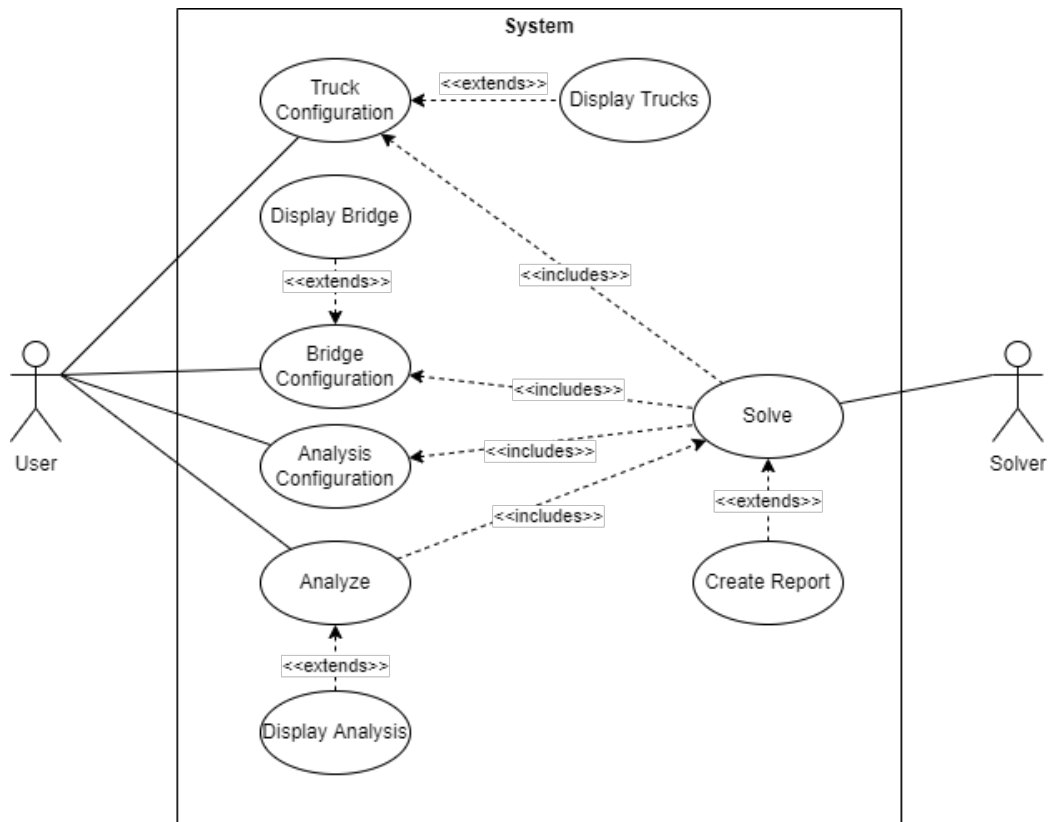 System
Truck
Configuration
<<extends>>
Display Trucks
Display Bridge
<<extends>>
<<includes>>
Bridge
Configuration
<<includes>>
Solve
Analysis
Configuration
<<includes>>
User
Solver
<<includes>>
<<extends>>
Analyze
Create Report
<<extends>>
Display Analysis